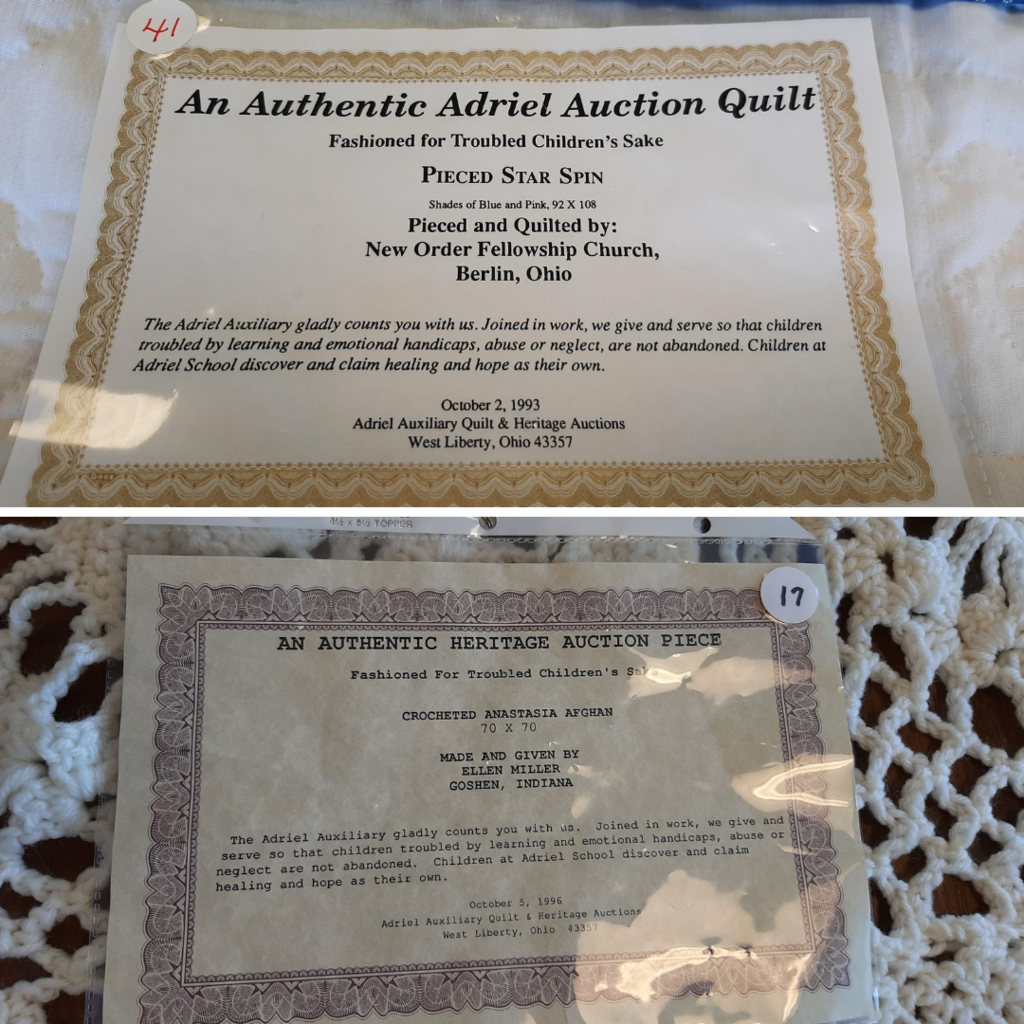 41
An Authentic Adriel Auction Quilt
Fashioned for Troubled Children's Sake
PIECED STAR SPIN
Shades of Blue and Pink, 92 X 108
Pieced and Quilted by:
New Order Fellowship Church,
Berlin, Ohio
The Adriel Auxiliary gladly counts you with us. Joined in work, we give and serve so that children
troubled by learning and emotional handicaps, abuse or neglect, are not abandoned. Children at
Adriel School discover and claim healing and hope as their own.
October 2, 1993
Adriel Auxiliary Quilt & Heritage Auctions
West Liberty, Ohio 43357
TOPPER
17
AN AUTHENTIC HERITAGE AUCTION PIECE
Fashioned For Troubled Children's Sake
CROCHETED ANASTASIA AFGHAN
70 X 70
MADE AND GIVEN BY
ELLEN MILLER
GOSHEN, INDIANA
The Adriel Auxiliary gladly counts you with us. Joined in work, we give and
serve so that children troubled by learning and emotional handicaps, abuse or
neglect are not abandoned. Children at Adriel School discover and claim
healing and hope as their own.
October 5, 1996
Adriel Auxiliary Quilt & Heritage Auctions
West Liberty, Ohio 43357